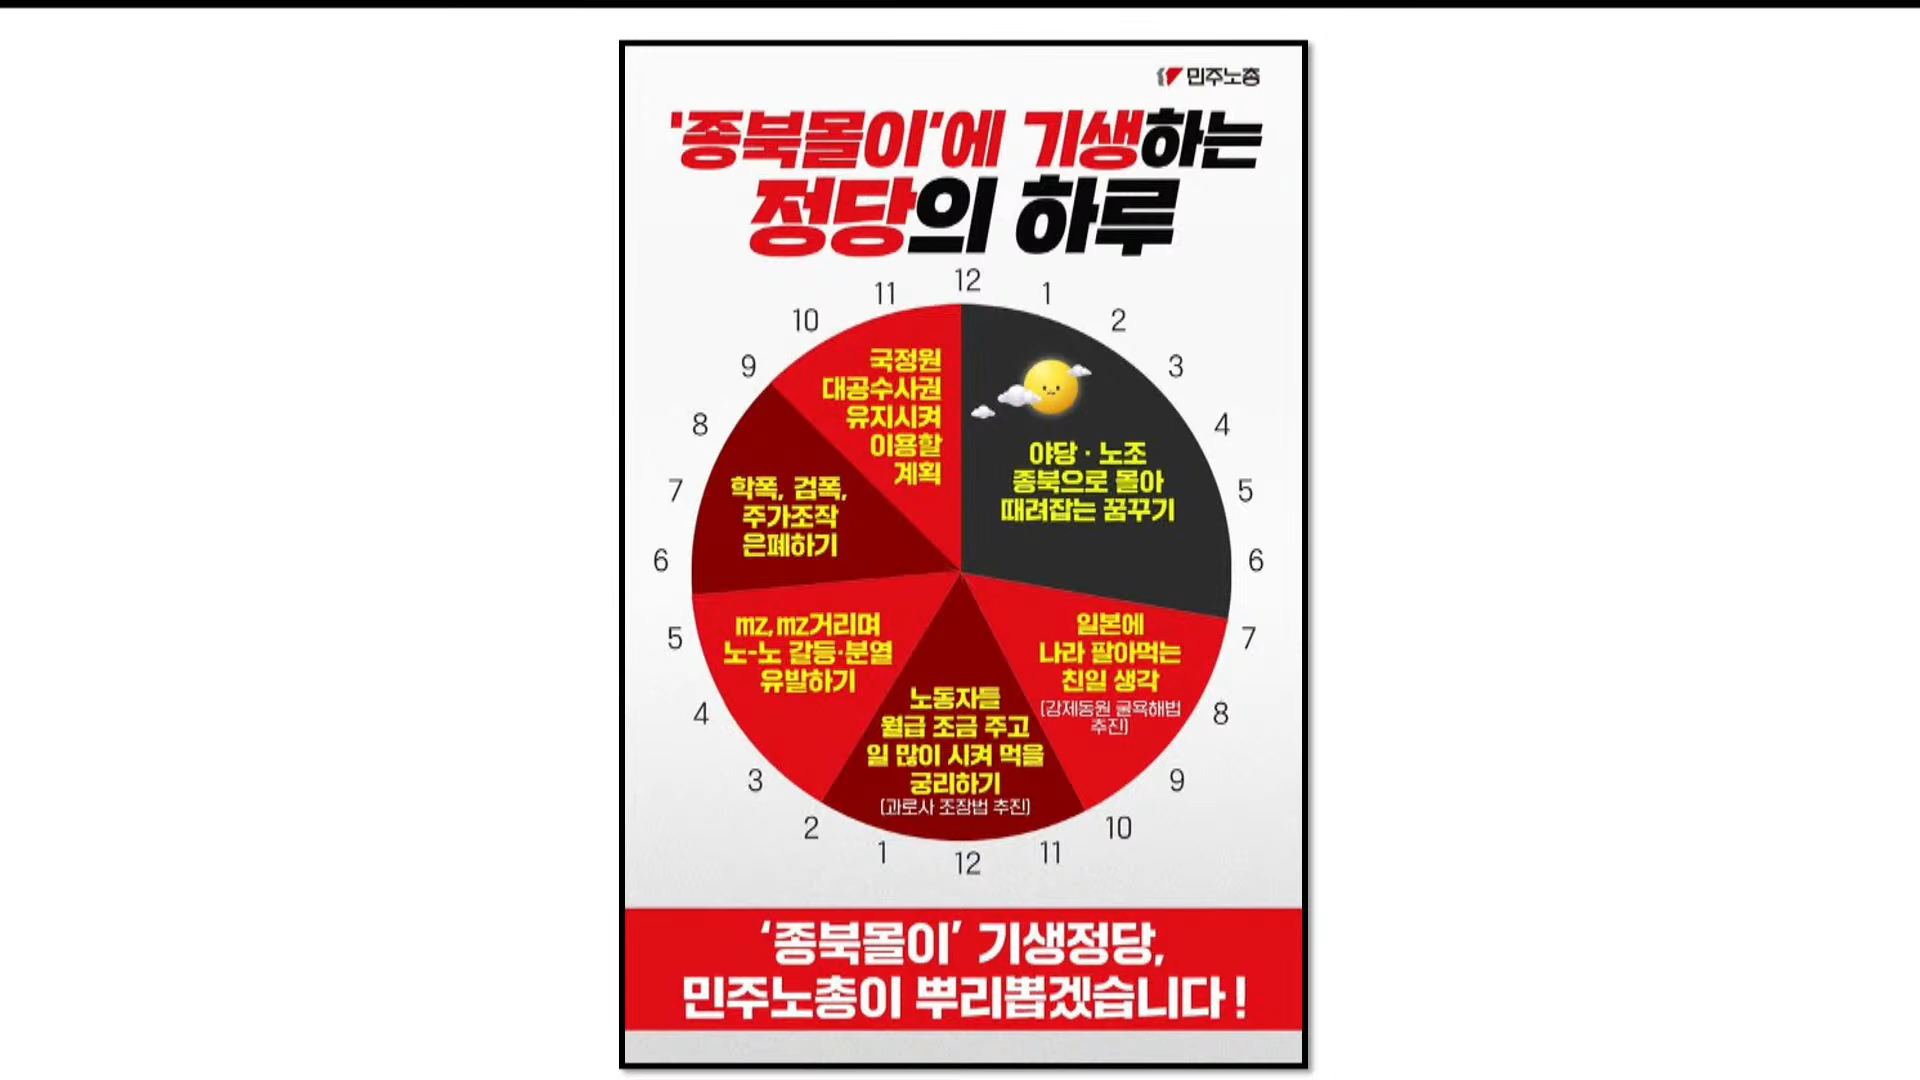 민주노총
'종북몰이'에 기생하는
정당의 하루
12
1
2
3
4
5
6
7
8
9
10
11
12
1
2
3
4
5
6
7
8
9
10
11
야당·노조
종북으로 몰아
때려잡는 꿈꾸기
일본에
나라 팔아먹는
친일 생각
(강제동원 굴욕해법
추진)
노동자들
월급 조금 주고
일 많이 시켜 먹을
궁리하기
(과로사 조장법 추진)
mz, mz거리며
노-노 갈등·분열
유발하기
학폭, 검폭,
주가조작
은폐하기
국정원
대공수사권
유지시켜
이용할
계획
'종북몰이' 기생정당,
민주노총이 뿌리뽑겠습니다!